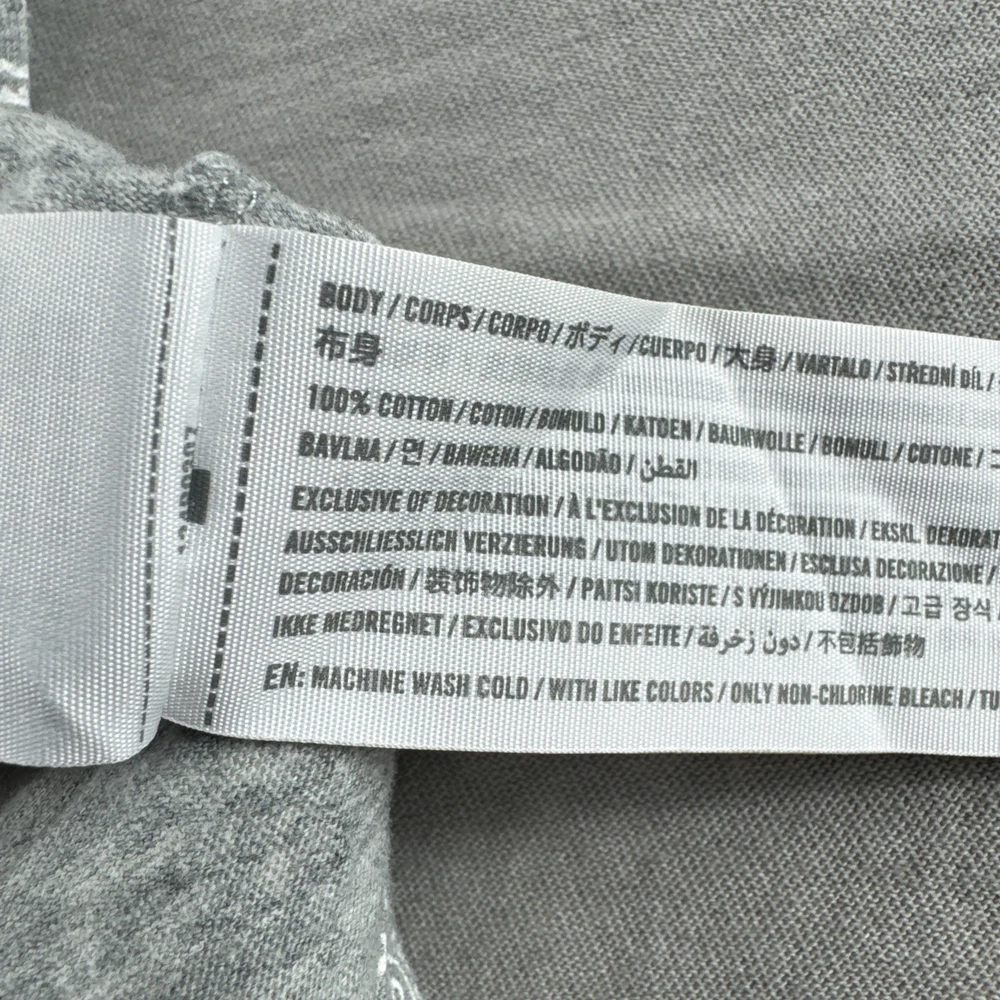 BODY / CORPS / CORPO / ボディ / CUERPO / 大身 / VARTALO / STŘEDNÍ DÍL /
布身
100% COTTON / COTON / BOMULD / KATOEN / BAUMWOLLE / BOMULL / COTONE /
BAVLNA / 면 / BAWEŁNA / ALGODÃO / القطن
EXCLUSIVE OF DECORATION / À L'EXCLUSION DE LA DÉCORATION / EKSKL. DEKORAT
AUSSCHLIESSLICH VERZIERUNG / UTOM DEKORATIONEN / ESCLUSA DECORAZIONE /
DECORACIÓN / 装饰物除外 / PAITSI KORISTE / S VÝJIMKOU OZDOB / 고급 장식
IKKE MEDREGNET / EXCLUSIVO DO ENFEITE / دون زخرفة / 不包括飾物
EN: MACHINE WASH COLD / WITH LIKE COLORS / ONLY NON-CHLORINE BLEACH / TU